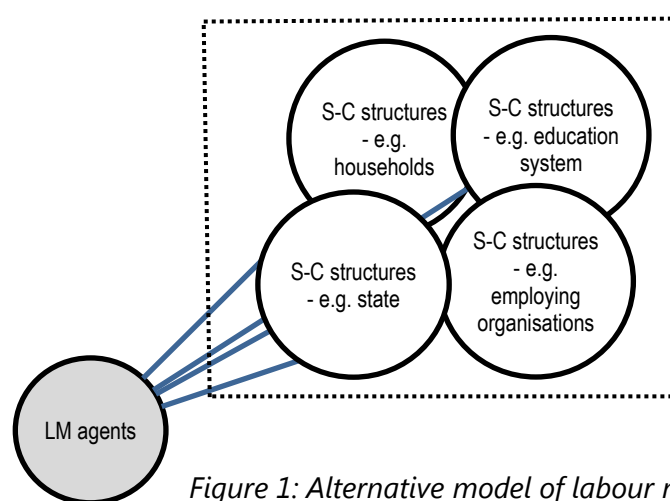 S-C structures
- e.g.
households
S-C structures
- e.g. education
system
S-C structures
- e.g. state
S-C structures
- e.g.
employing
organisations
LM agents
Figure 1: Alternative model of labour